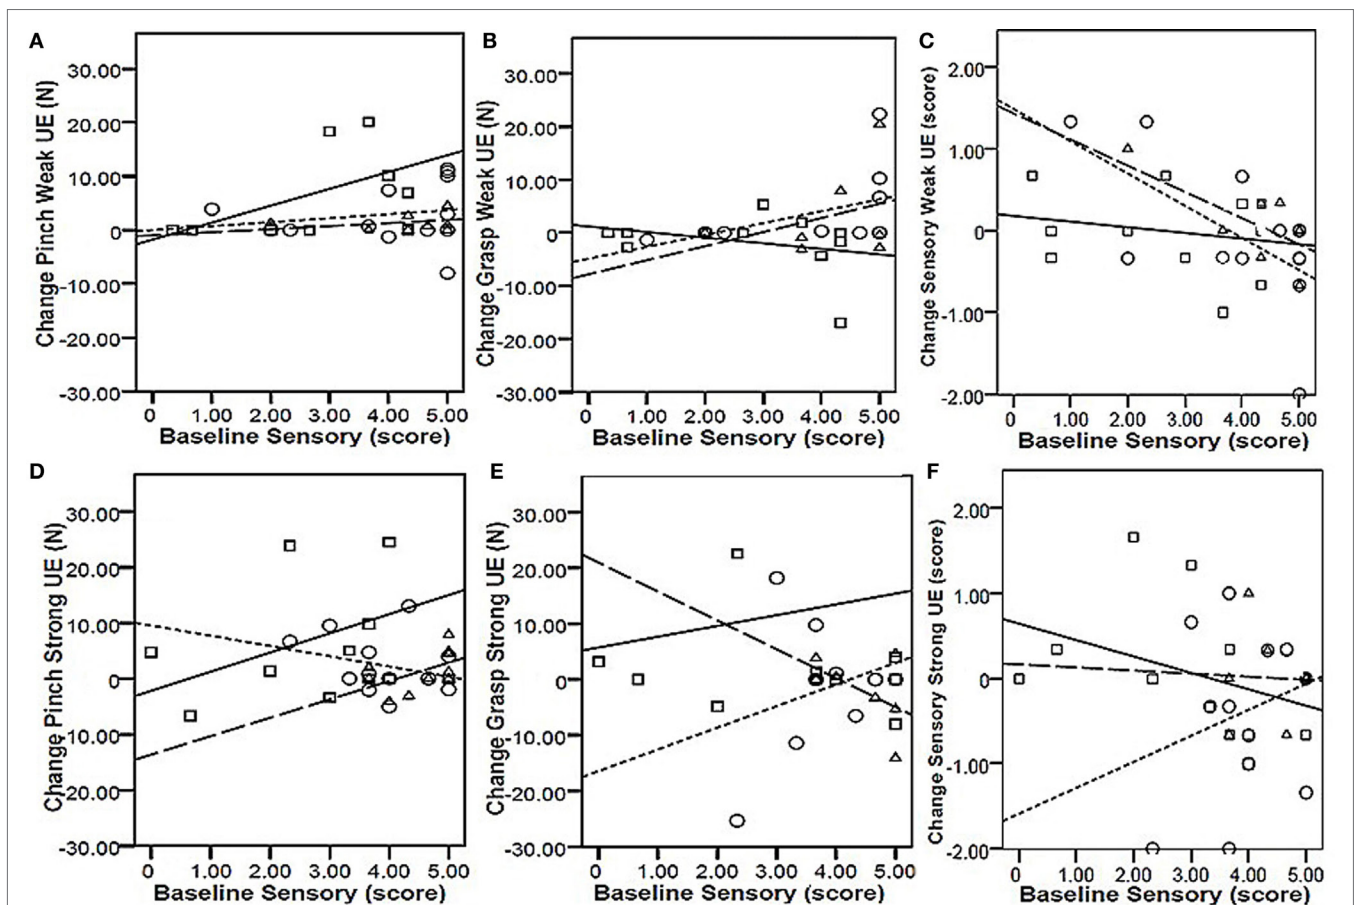 A
Change Pinch Weak UE (N)
30.00
20.00
10.00
0
-10.00
-20.00
-30.00
0 1.00 2.00 3.00 4.00 5.00
Baseline Sensory (score)
B
Change Grasp Weak UE (N)
30.00
20.00
10.00
0
-10.00
-20.00
-30.00
0 1.00 2.00 3.00 4.00 5.00
Baseline Sensory (score)
C
Change Sensory Weak UE (score)
2.00
1.00
0
-1.00
-2.00
0 1.00 2.00 3.00 4.00 5.00
Baseline Sensory (score)
D
Change Pinch Strong UE (N)
30.00
20.00
10.00
0
-10.00
-20.00
-30.00
0 1.00 2.00 3.00 4.00 5.00
Baseline Sensory (score)
E
Change Grasp Strong UE (N)
30.00
20.00
10.00
0
-10.00
-20.00
-30.00
0 1.00 2.00 3.00 4.00 5.00
Baseline Sensory (score)
F
Change Sensory Strong UE (score)
2.00
1.00
.00
-1.00
-2.00
0 1.00 2.00 3.00 4.00 5.00
Baseline Sensory (score)